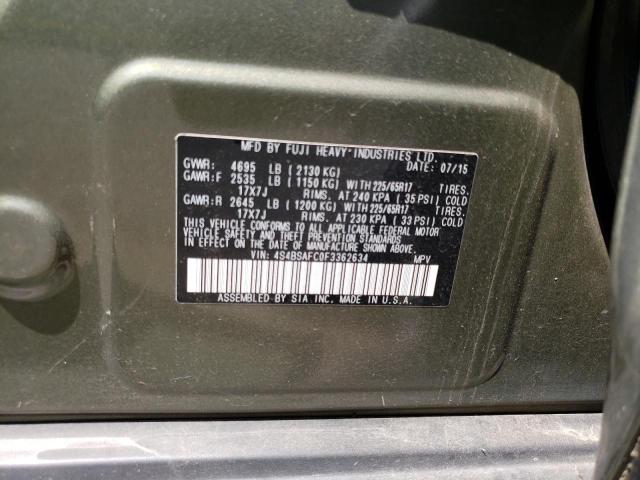 MFD BY FUJI HEAVY INDUSTRIES LTD.
GVWR: 4695 LB (2130 KG) DATE: 07/15
GAWR:F 2535 LB (1150 KG) WITH 225/65R17 TIRES.
17X7J RIMS. AT 240 KPA (35 PSI) COLD
GAWR:R 2645 LB (1200 KG) WITH 225/65R17 TIRES.
17X7J RIMS. AT 230 KPA (33 PSI) COLD
THIS VEHICLE CONFORMS TO ALL APPLICABLE FEDERAL MOTOR
VEHICLE SAFETY AND THEFT PREVENTION STANDARDS
IN EFFECT ON THE DATE OF MANUFACTURE SHOWN ABOVE.
VIN: 4S4BSAFC0F3362634 MPV
ASSEMBLED BY SIA INC. MADE IN U.S.A.